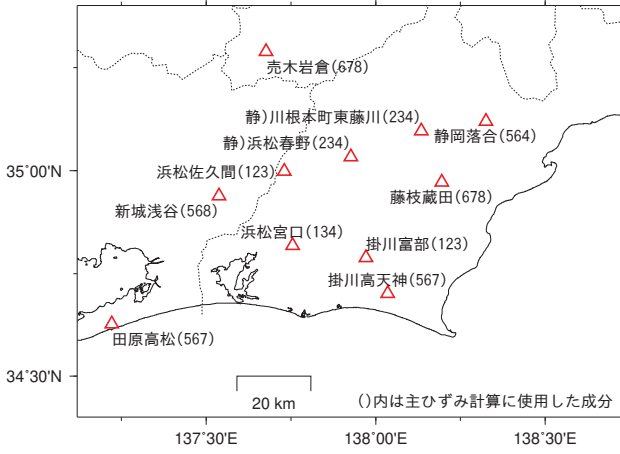 売木岩倉(678)
静)川根本町東藤川(234)
静岡落合(564)
静)浜松春野(234)
35˚00'N
浜松佐久間(123)
藤枝蔵田(678)
新城浅谷(568)
浜松宮口(134)
掛川富部(123)
掛川高天神(567)
田原高松(567)
34˚30'N
20 km
()内は主ひずみ計算に使用した成分
137˚30'E
138˚00'E
138˚30'E